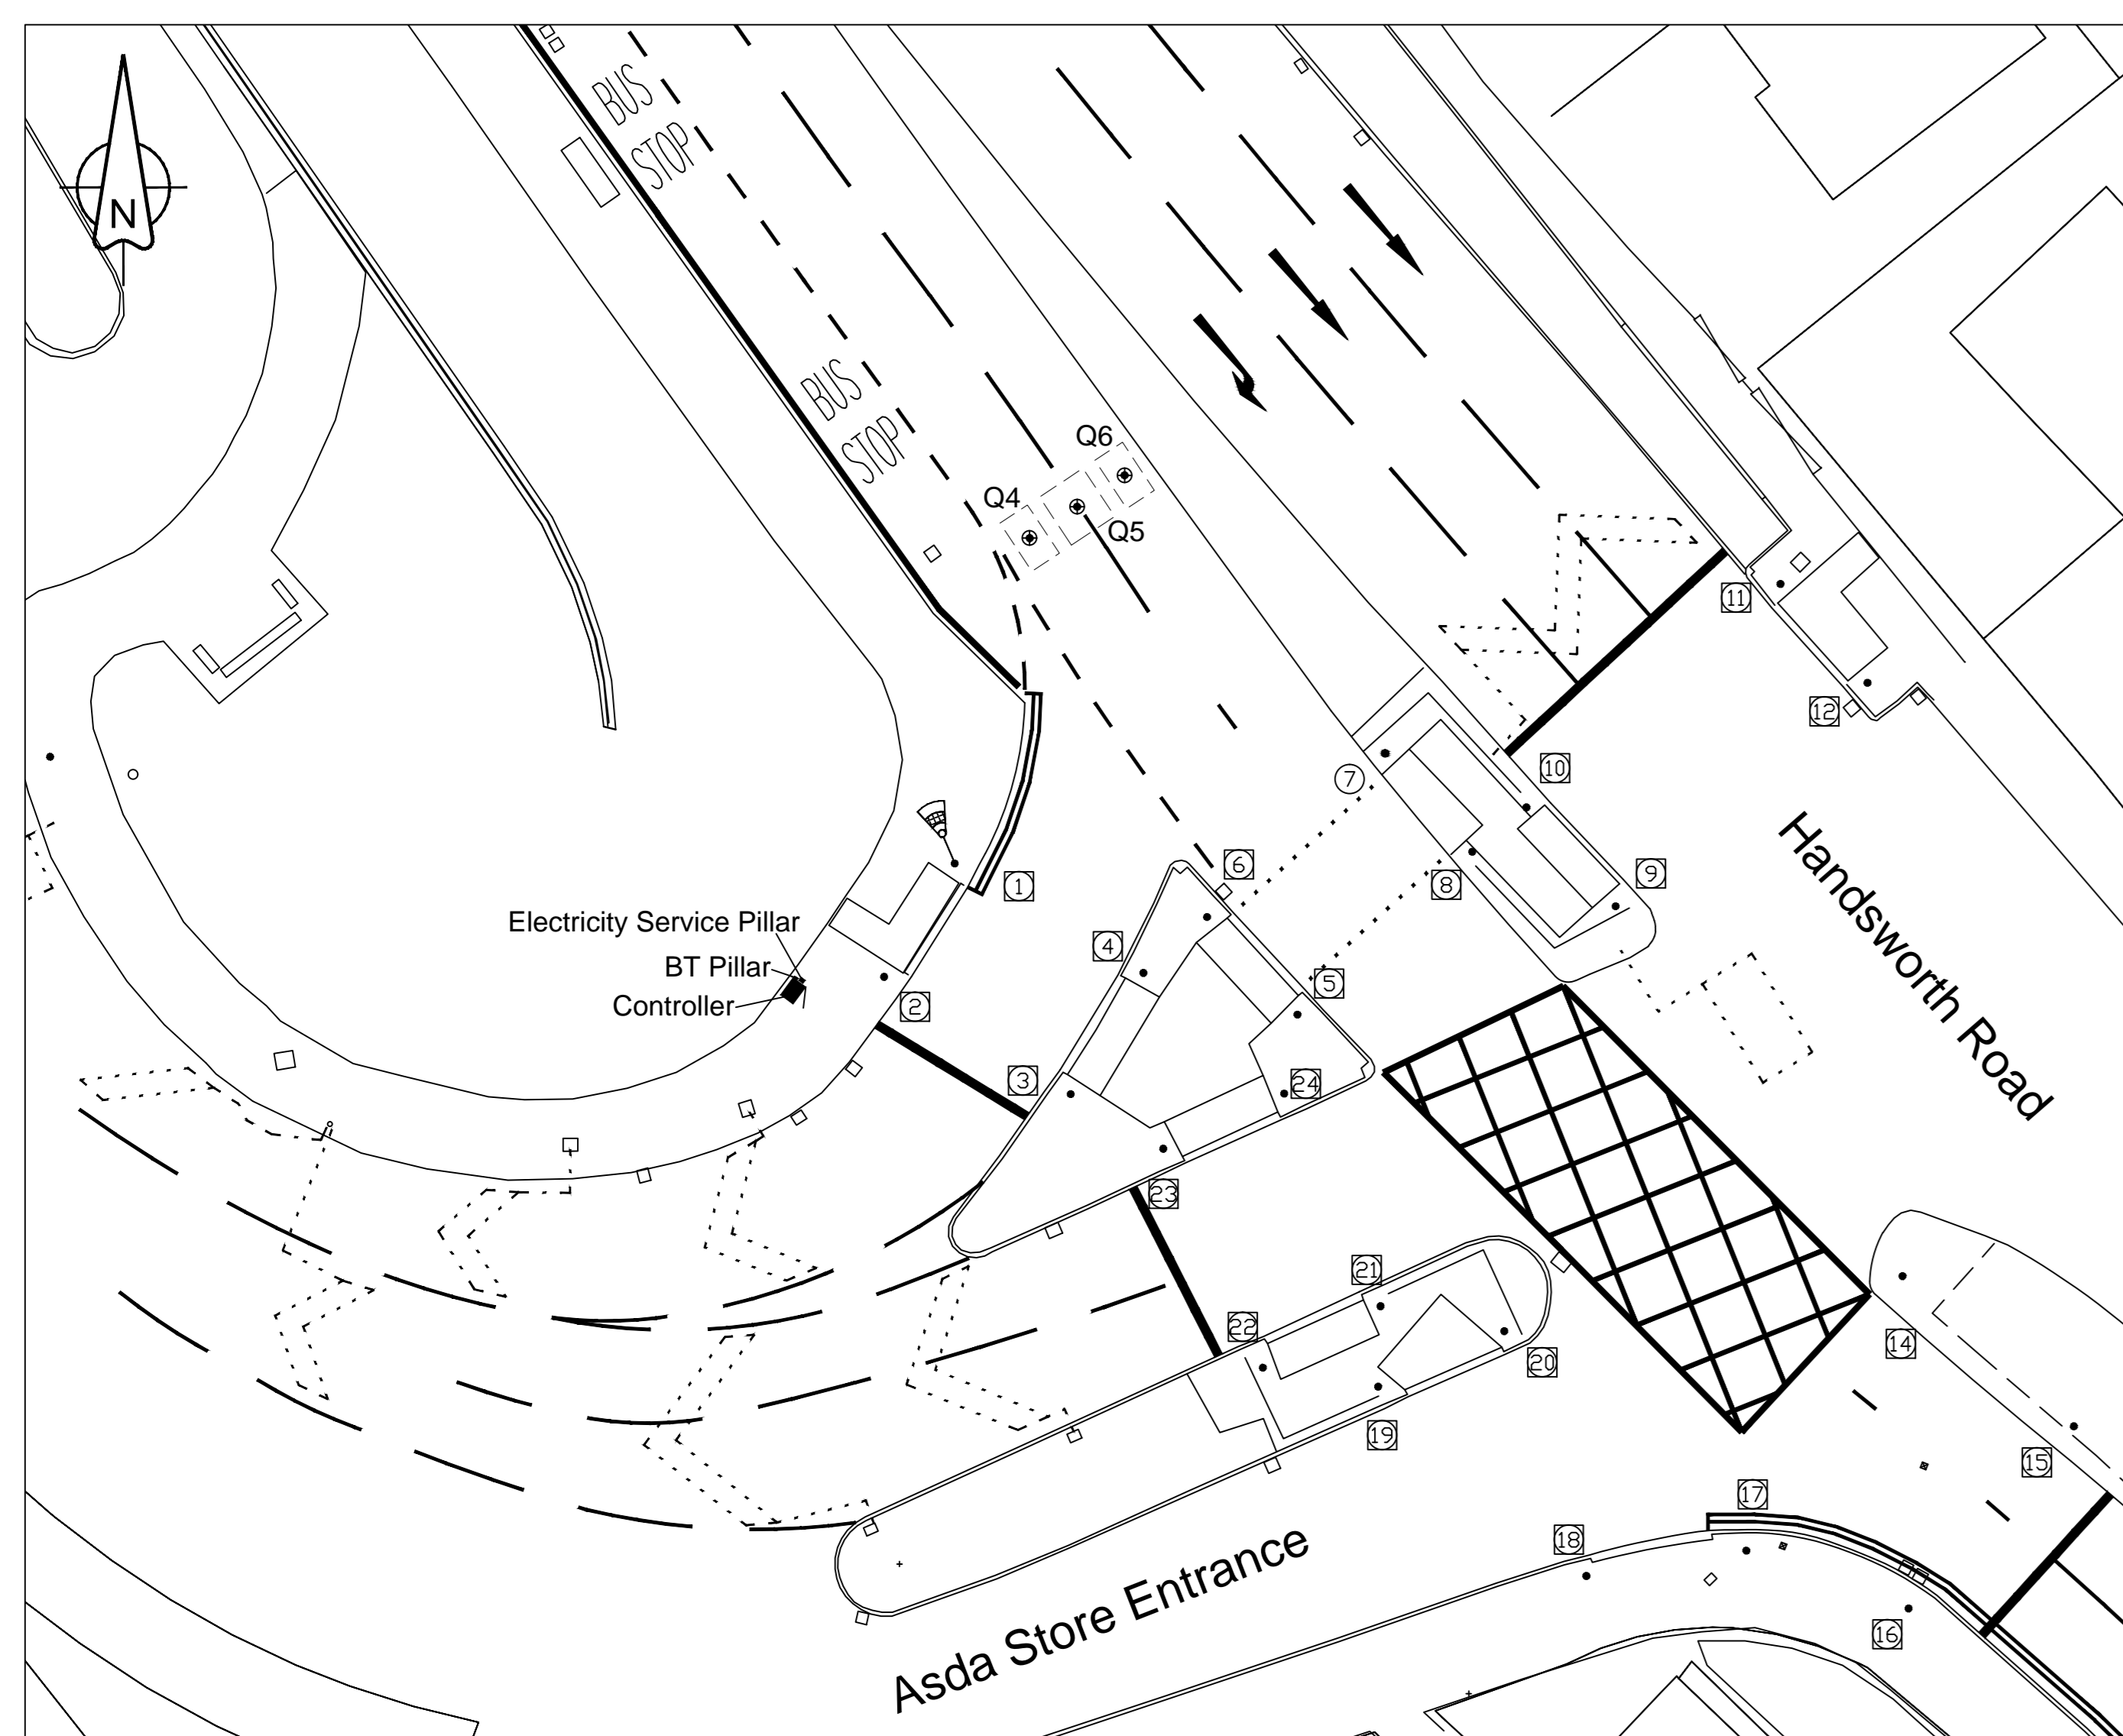 BUS
STOP
N
BUS
STOP
Q6
Q4
Q5
11
12
10
7
6
8
9
1
Electricity Service Pillar
BT Pillar
Controller
4
5
2
3
24
Handsworth Road
23
21
22
20
14
19
15
17
18
16
Asda Store Entrance